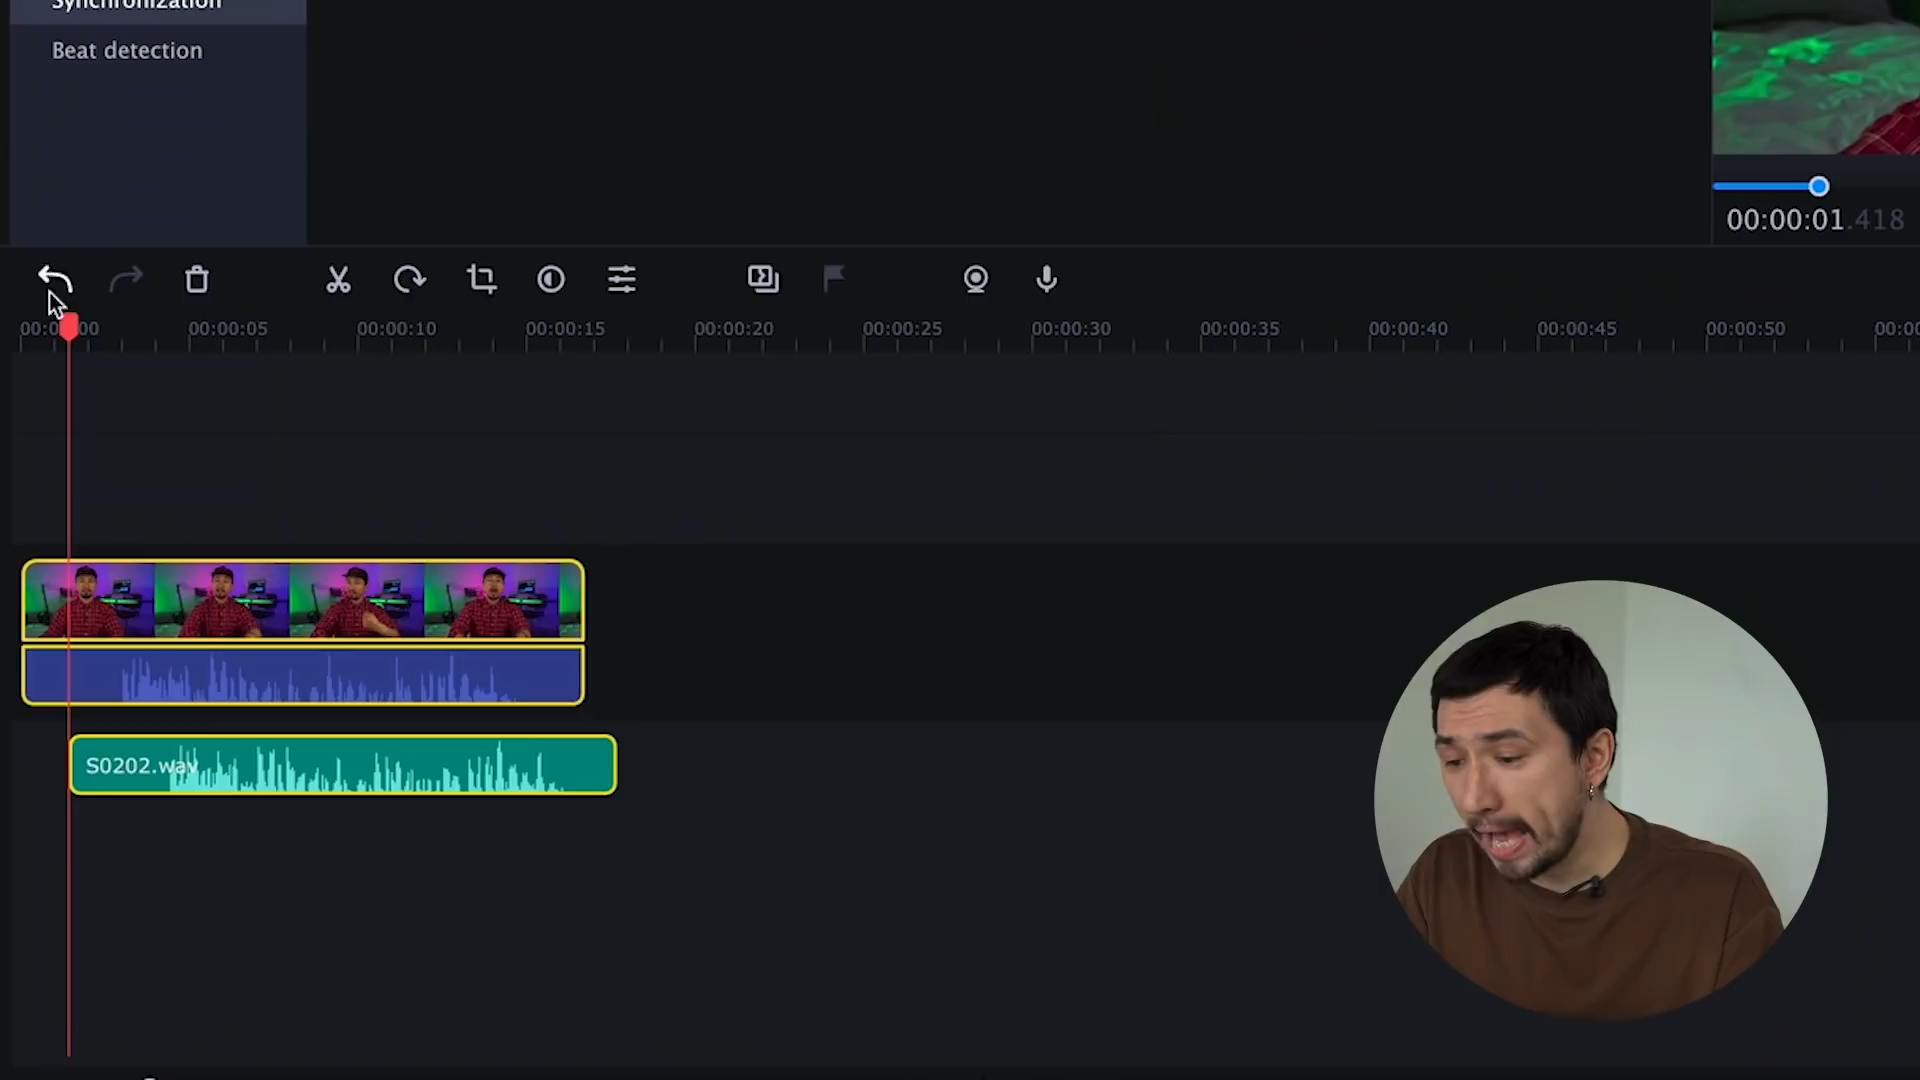 Synchronization
Beat detection
00:00:01.418
00:00:05 00:00:10 00:00:15 00:00:20 00:00:25 00:00:30 00:00:35 00:00:40 00:00:45 00:00:50
S0202.wav